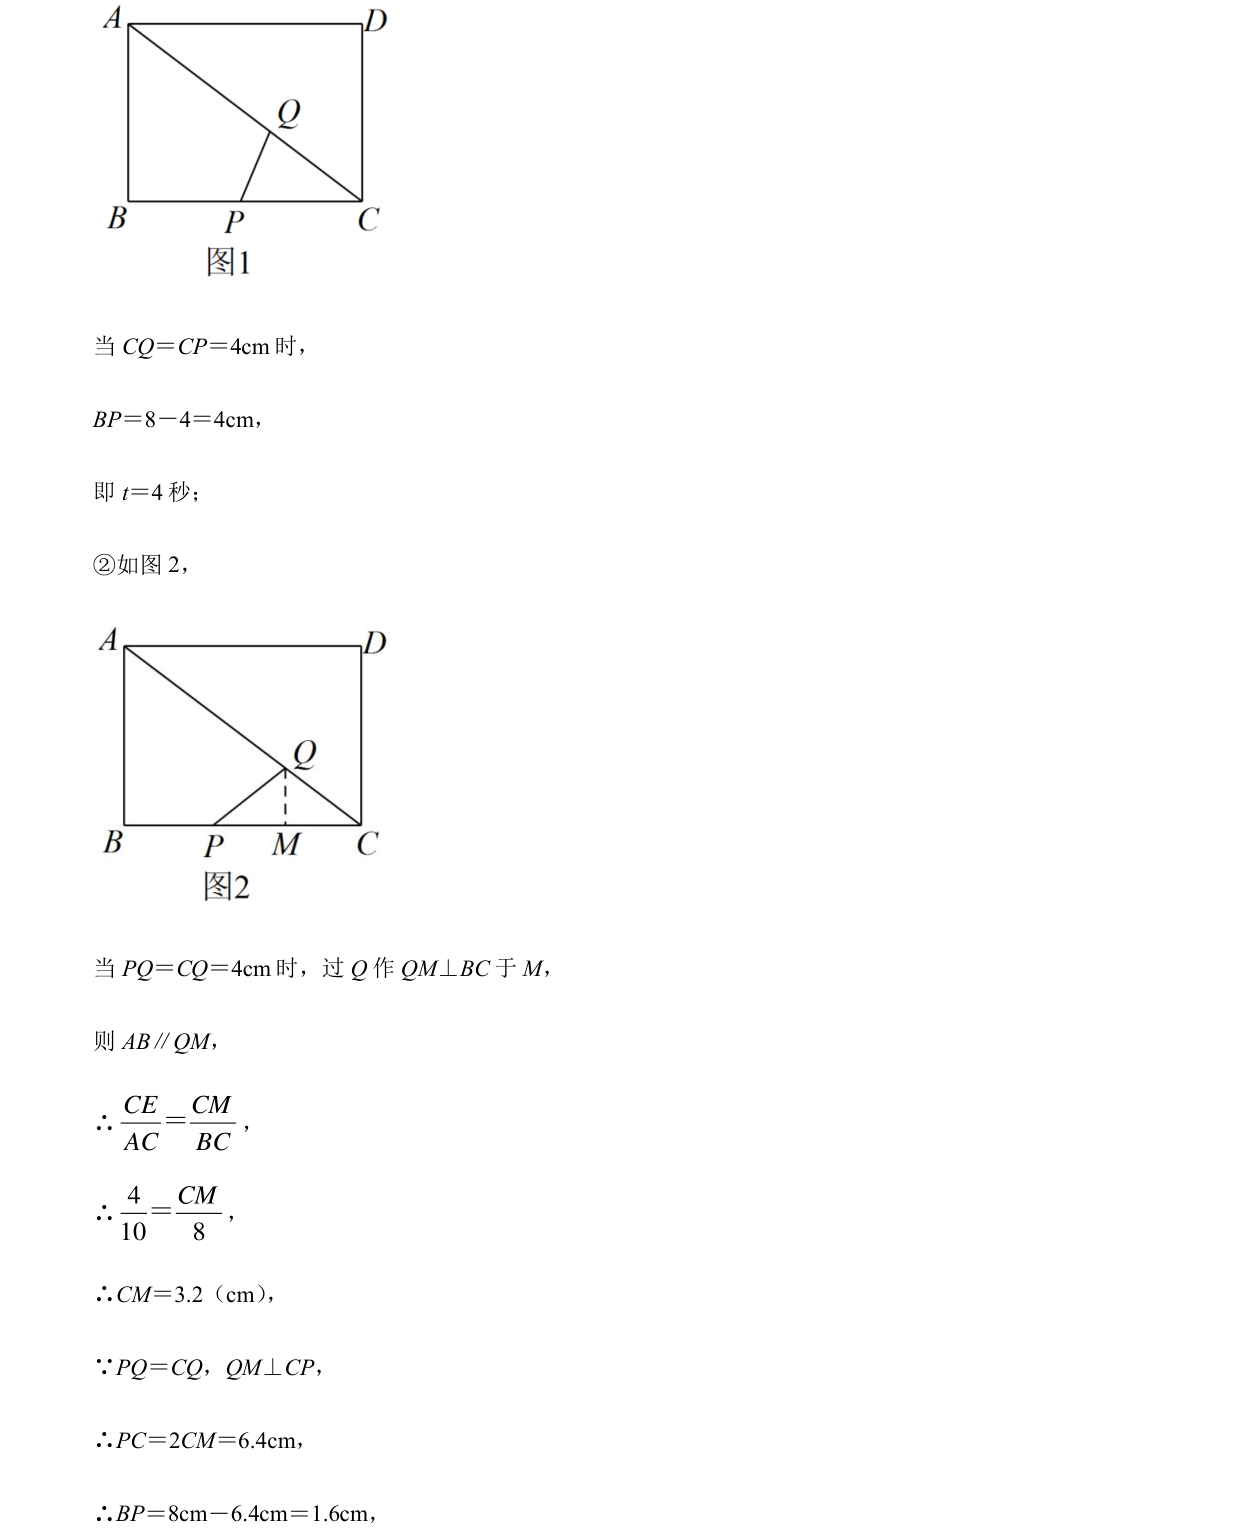 A
D
Q
B
P
C
图1
当 CQ＝CP＝4cm 时，
BP＝8－4＝4cm，
即 t＝4 秒；
②如图 2，
A
D
Q
B
P
M
C
图2
当 PQ＝CQ＝4cm 时，过 Q 作 QM⊥BC 于 M，
则 AB∥QM，
∴CE/AC＝CM/BC，
∴4/10＝CM/8，
∴CM＝3.2（cm），
∵PQ＝CQ，QM⊥CP，
∴PC＝2CM＝6.4cm，
∴BP＝8cm－6.4cm＝1.6cm，